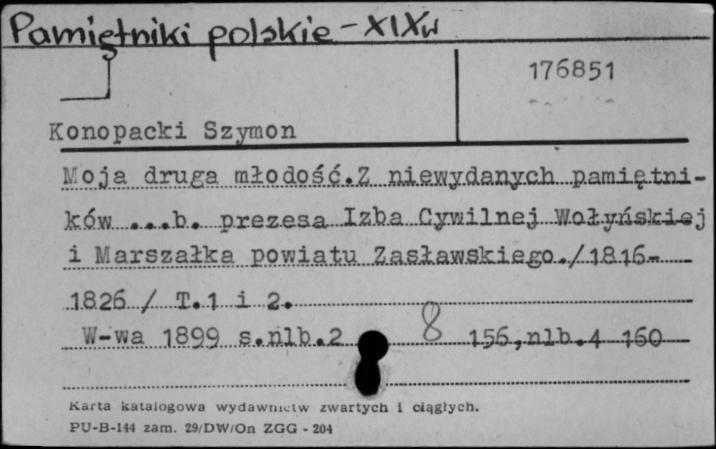 Pamiętniki polskie - XIXw
176851
Konopacki Szymon
Moja druga młodość.Z niewydanych pamiętni-
ków ...b. prezesa Izba Cywilnej Wołyńskiej
i Marszałka powiatu Zasławskiego./1816-
1826 / T.1 i 2.
W-wa 1899 s.nlb.2 8 156,nlb.4 160
Karta katalogowa wydawnictw zwartych i ciągłych.
PU-B-144 zam. 29/DW/On ZGG - 204